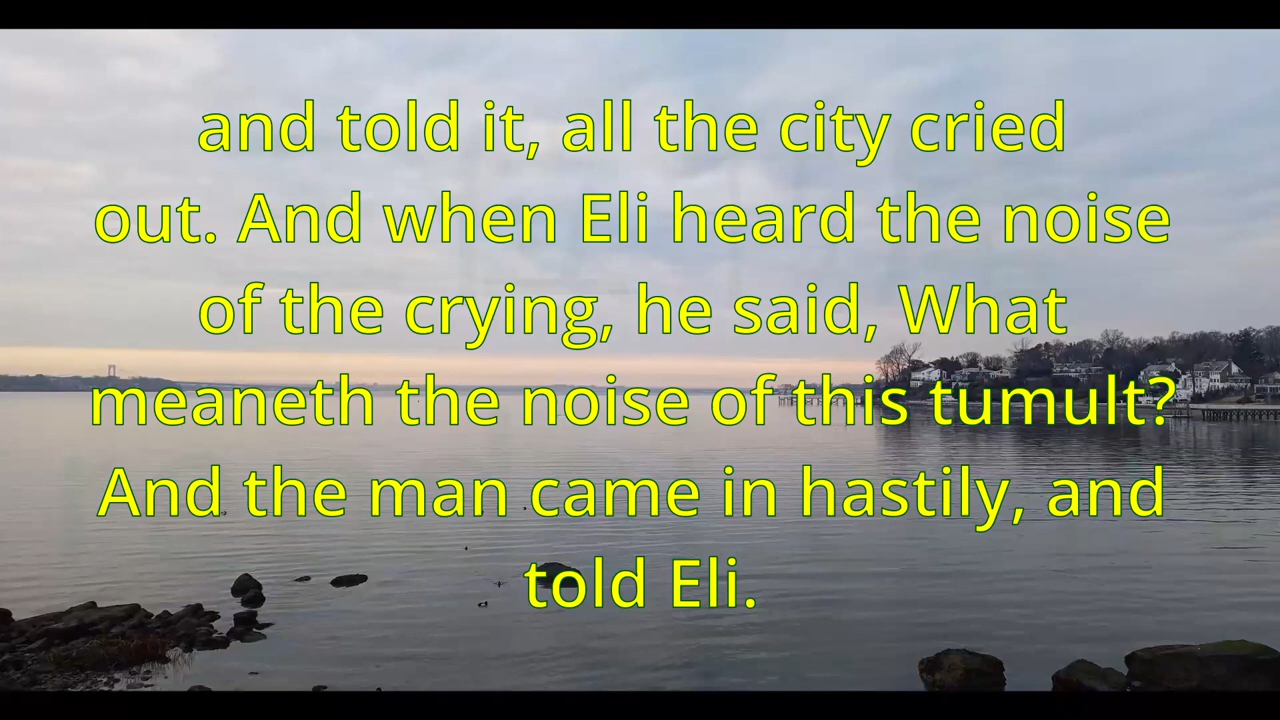 and told it, all the city cried
out. And when Eli heard the noise
of the crying, he said, What
meaneth the noise of this tumult?
And the man came in hastily, and
told Eli.